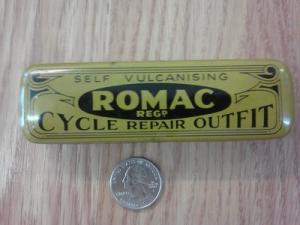 SELF VULCANISING
ROMAC
REGD
CYCLE REPAIR OUTFIT